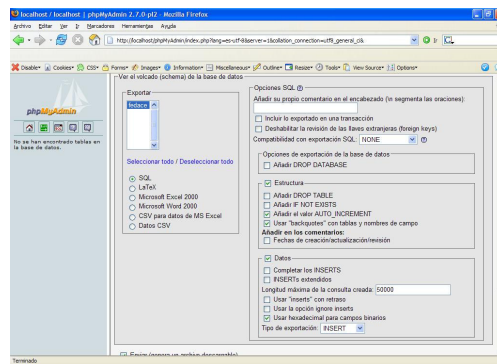 localhost / localhost | phpMyAdmin 2.7.0-pl2 - Mozilla Firefox
Archivo Editar Ver Ir Marcadores Herramientas Ayuda
http://localhost/phpMyAdmin/index.php?lang=es-utf-8&server=1&collation_connection=utf8_general_ci&
Ir
Disable Cookies CSS Forms Images Information Miscellaneous Outline Resize Tools View Source Options
phpMyAdmin
No se han encontrado tablas en
la base de datos.
Ver el volcado (schema) de la base de datos
Exportar
fedace
Seleccionar todo / Deseleccionar todo
SQL
LaTeX
Microsoft Excel 2000
Microsoft Word 2000
CSV para datos de MS Excel
Datos CSV
Opciones SQL
Añadir su propio comentario en el encabezado (\n segmenta las oraciones):
Incluir lo exportado en una transacción
Deshabilitar la revisión de las llaves extranjeras (foreign keys)
Compatibilidad con exportación SQL: NONE
Opciones de exportación de la base de datos
Añadir DROP DATABASE
Estructura
Añadir DROP TABLE
Añadir IF NOT EXISTS
Añadir el valor AUTO_INCREMENT
Usar "backquotes" con tablas y nombres de campo
Añadir en los comentarios:
Fechas de creación/actualización/revisión
Datos
Completar los INSERTS
INSERTs extendidos
Longitud máxima de la consulta creada: 50000
Usar "inserts" con retraso
Usar la opción ignore inserts
Usar hexadecimal para campos binarios
Tipo de exportación: INSERT
Enviar (genera un archivo descargable)
Terminado